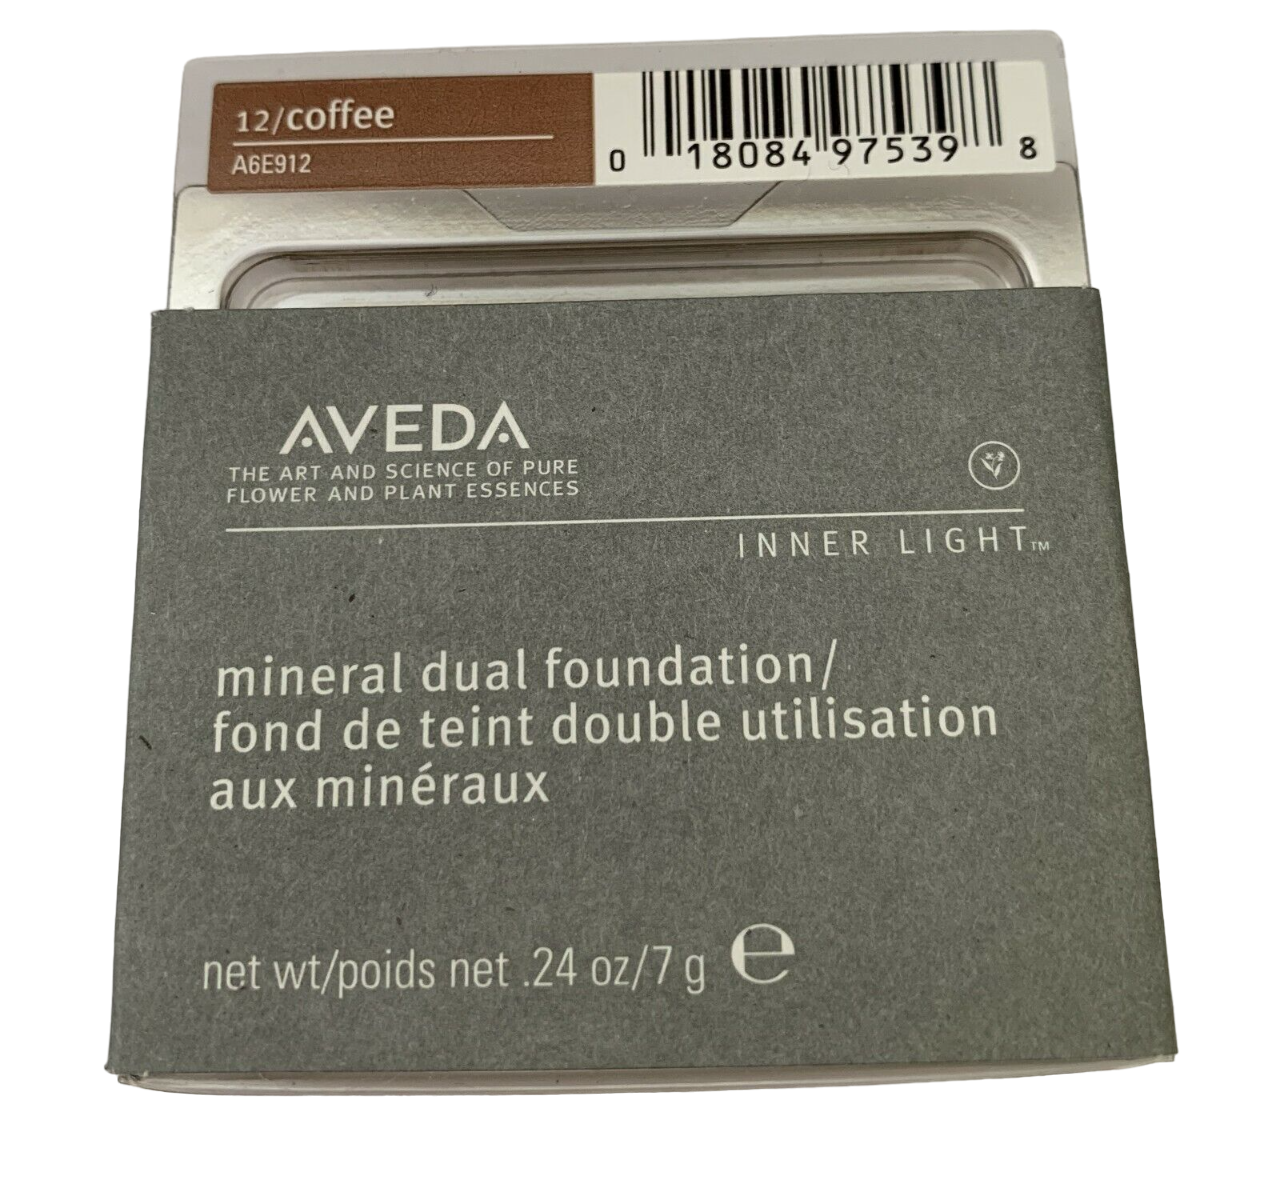 12/coffee
A6E912
0 18084 97539 8
AVEDA
THE ART AND SCIENCE OF PURE
FLOWER AND PLANT ESSENCES
INNER LIGHT™
mineral dual foundation/
fond de teint double utilisation
aux minéraux
net wt/poids net .24 oz/7 g ℮